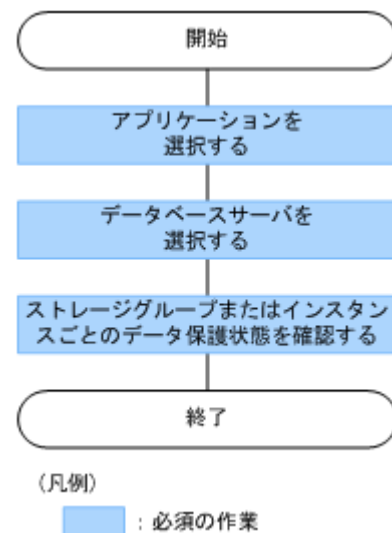 開始
アプリケーションを
選択する
データベースサーバを
選択する
ストレージグループまたはインスタン
スごとのデータ保護状態を確認する
終了
（凡例）
：必須の作業